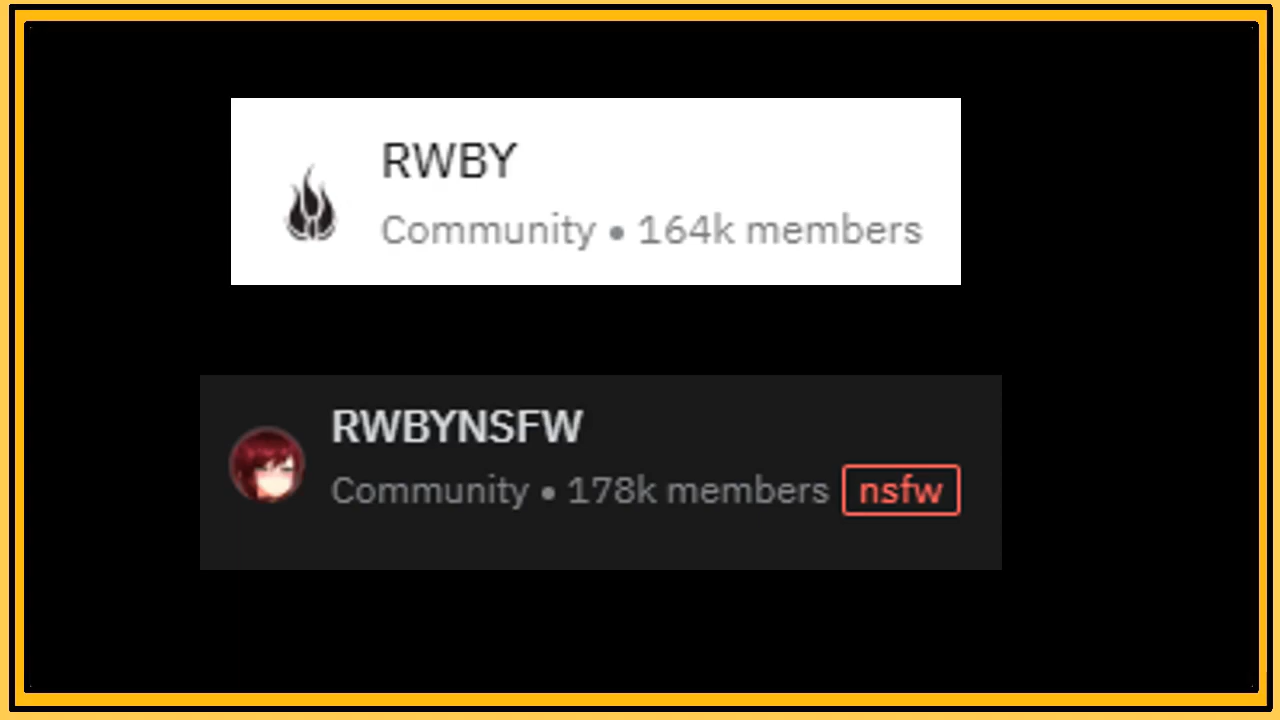 RWBY
Community • 164k members
RWBYNSFW
Community • 178k members nsfw